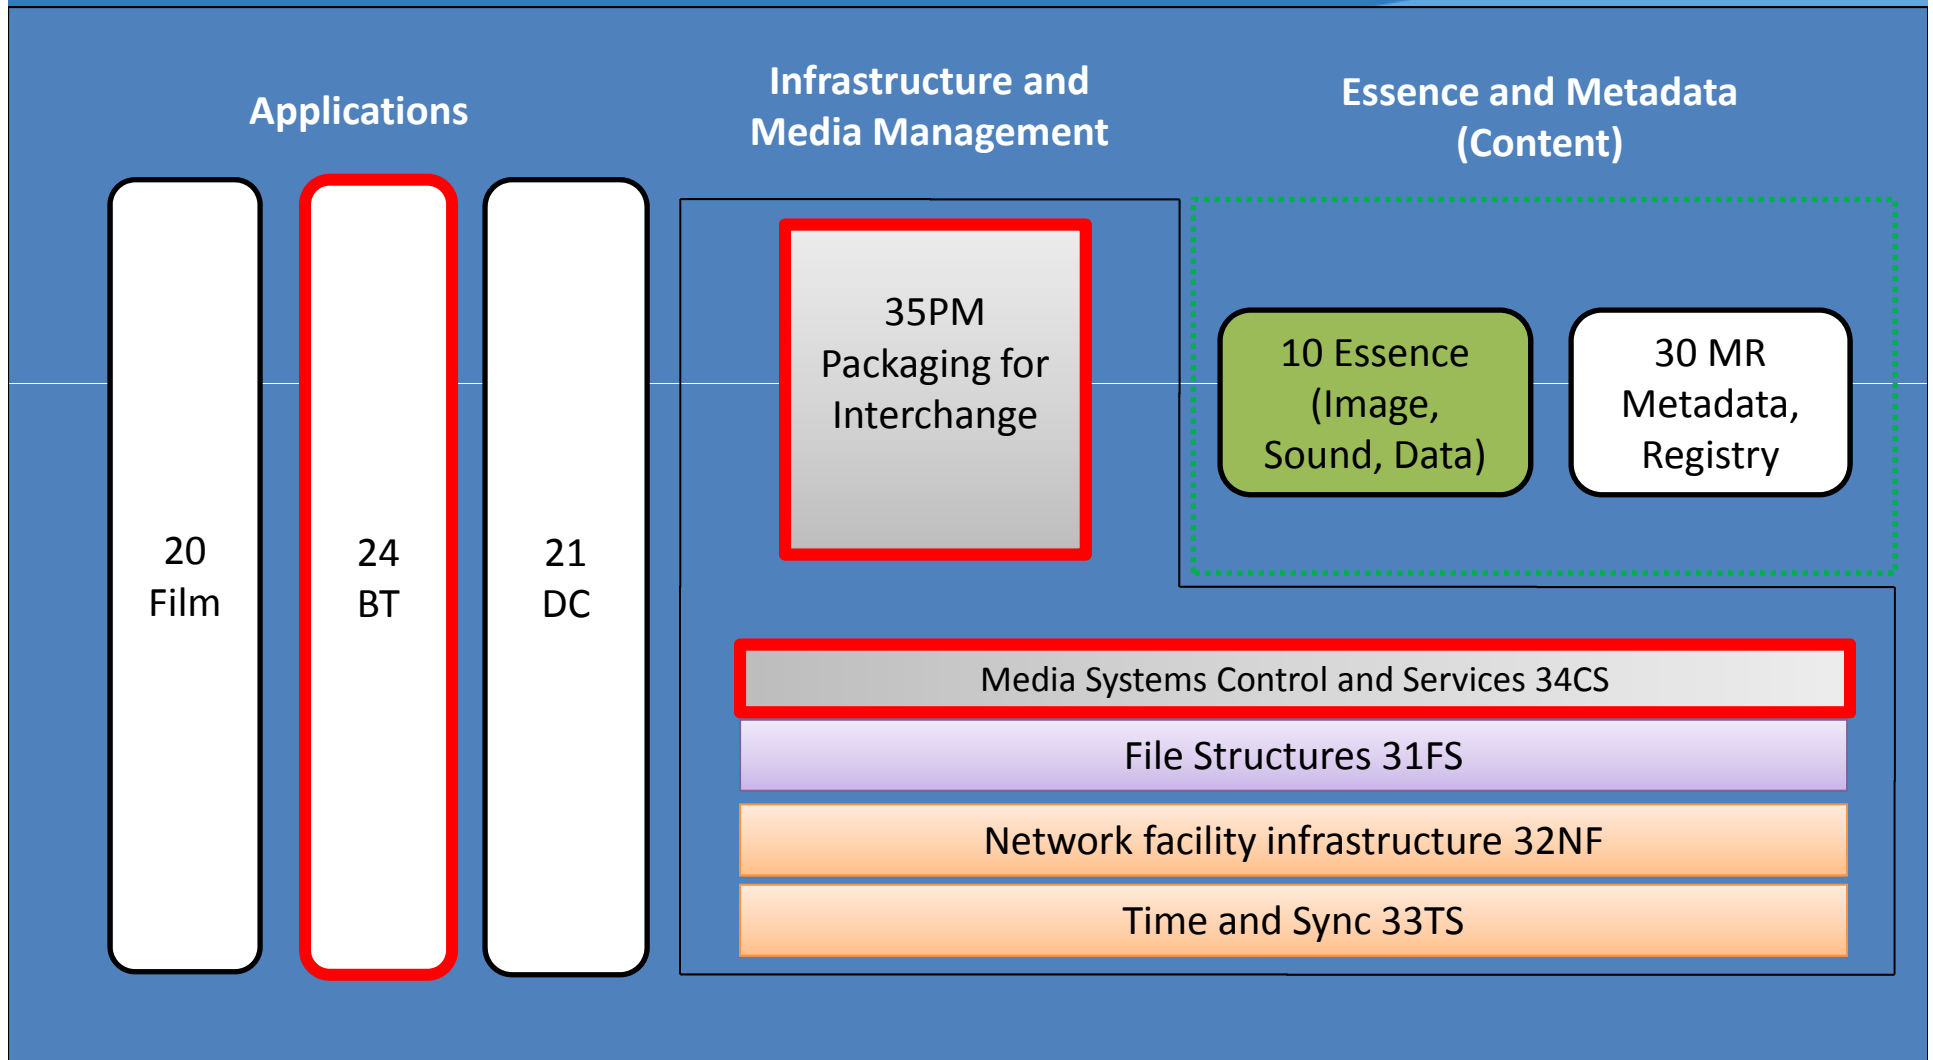 Applications
Infrastructure and
Media Management
Essence and Metadata
(Content)
20
Film
24
BT
21
DC
35PM
Packaging for
Interchange
10 Essence
(Image,
Sound, Data)
30 MR
Metadata,
Registry
Media Systems Control and Services 34CS
File Structures 31FS
Network facility infrastructure 32NF
Time and Sync 33TS